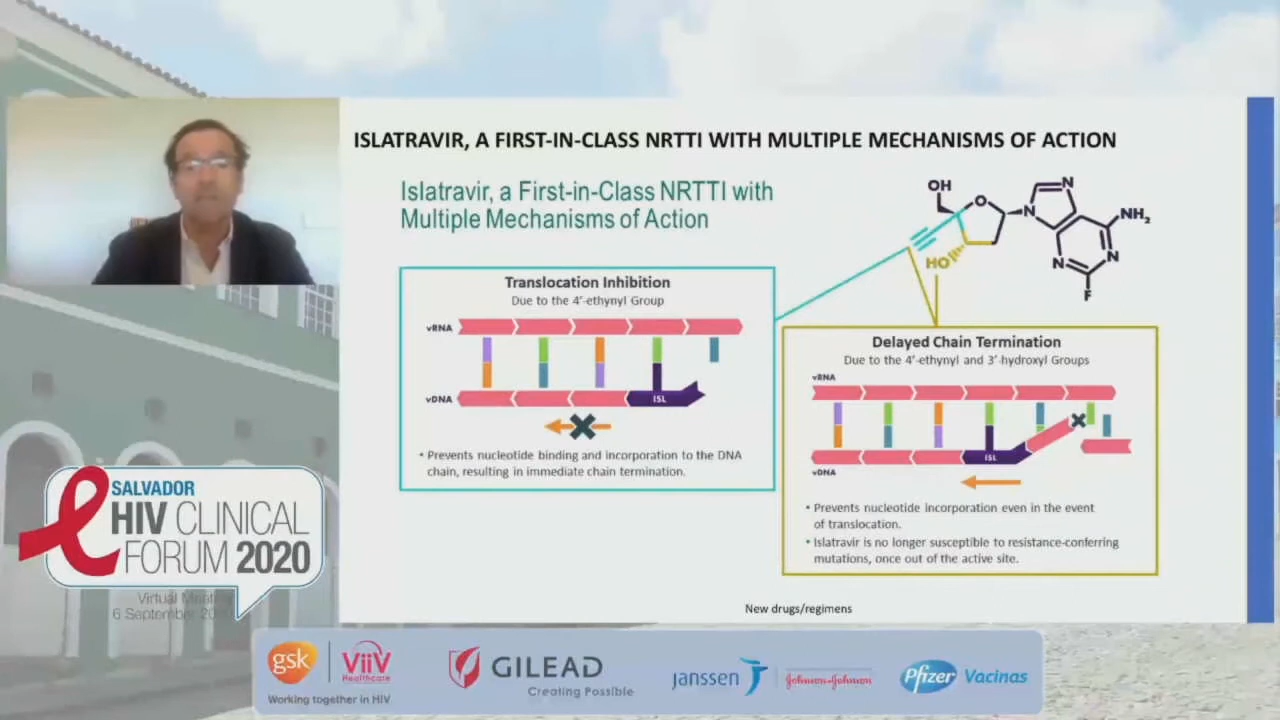 ISLATRAVIR, A FIRST-IN-CLASS NRTTI WITH MULTIPLE MECHANISMS OF ACTION
Islatravir, a First-in-Class NRTTI with
Multiple Mechanisms of Action
OH
O
N
N
NH₂
HO
N
N
F
Translocation Inhibition
Due to the 4'-ethynyl Group
vRNA
vDNA
ISL
• Prevents nucleotide binding and incorporation to the DNA
chain, resulting in immediate chain termination.
Delayed Chain Termination
Due to the 4'-ethynyl and 3'-hydroxyl Groups
vRNA
ISL
vDNA
• Prevents nucleotide incorporation even in the event
of translocation.
• Islatravir is no longer susceptible to resistance-conferring
mutations, once out of the active site.
New drugs/regimens
SALVADOR
HIV CLINICAL
FORUM 2020
Virtual Meeting
6 September
gsk
ViiV
Healthcare
Working together in HIV
GILEAD
Creating Possible
janssen
Johnson & Johnson
Pfizer Vacinas